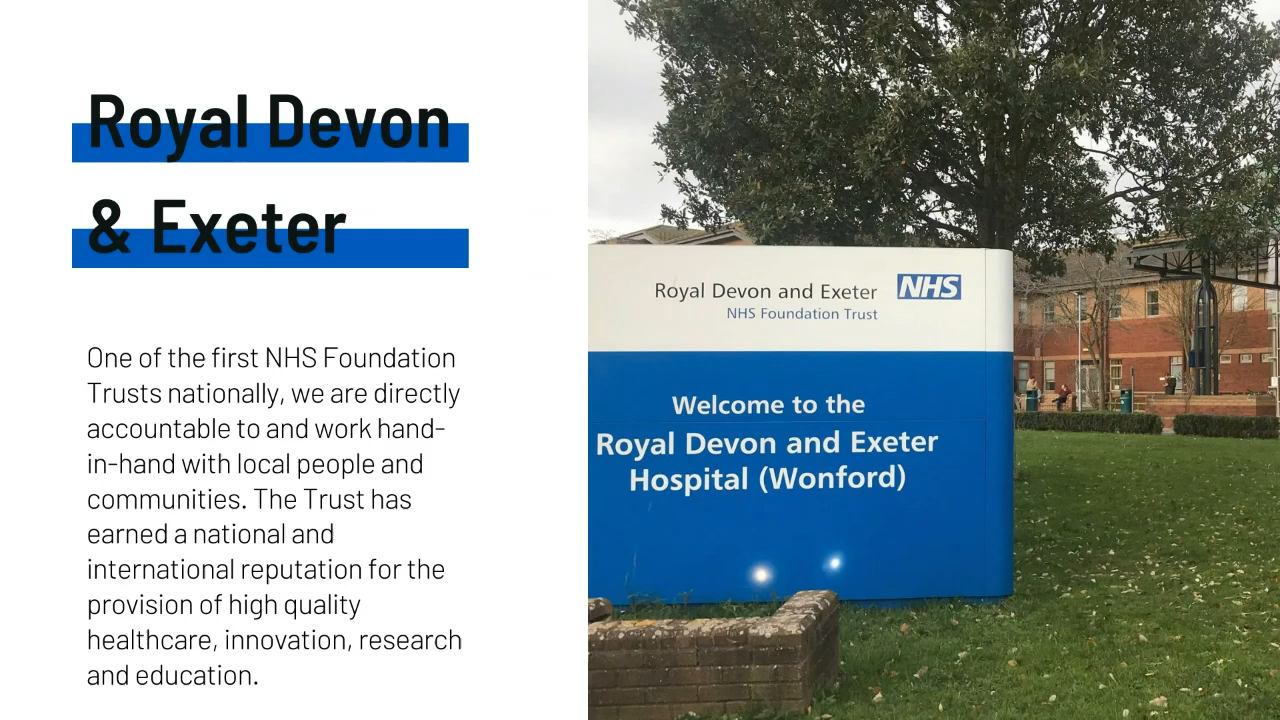 Royal Devon
& Exeter
One of the first NHS Foundation
Trusts nationally, we are directly
accountable to and work hand-
in-hand with local people and
communities. The Trust has
earned a national and
international reputation for the
provision of high quality
healthcare, innovation, research
and education.
Royal Devon and Exeter NHS
NHS Foundation Trust
Welcome to the
Royal Devon and Exeter
Hospital (Wonford)